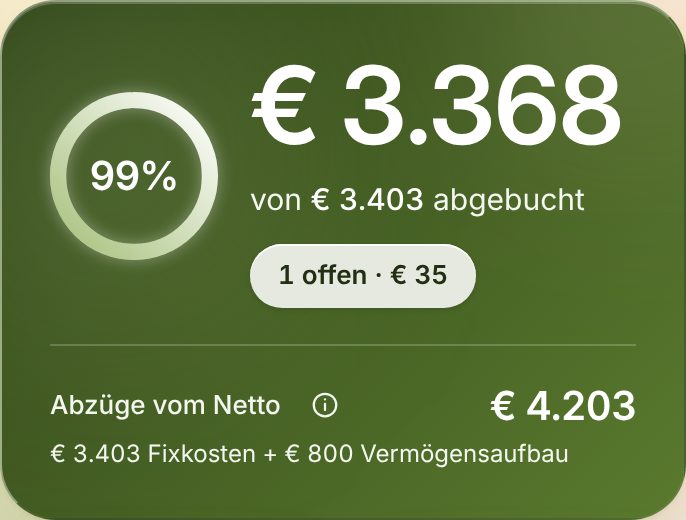 99%
€ 3.368
von € 3.403 abgebucht
1 offen · € 35
Abzüge vom Netto
€ 4.203
€ 3.403 Fixkosten + € 800 Vermögensaufbau